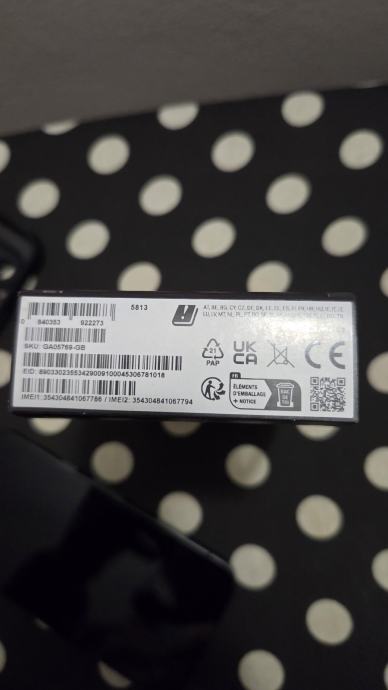 5813
0 840353 922273
SKU: GA05769-GB
EID: 89033023553429009100045306781018
IMEI1: 354304841067786 / IMEI2: 354304841067794
21
PAP
UK
CA
CE
FR
ÉLÉMENTS
D'EMBALLAGE
+ NOTICE